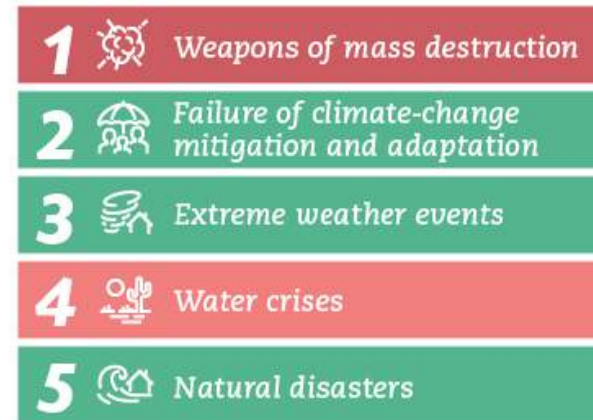 1 Weapons of mass destruction
2 Failure of climate-change
mitigation and adaptation
3 Extreme weather events
4 Water crises
5 Natural disasters